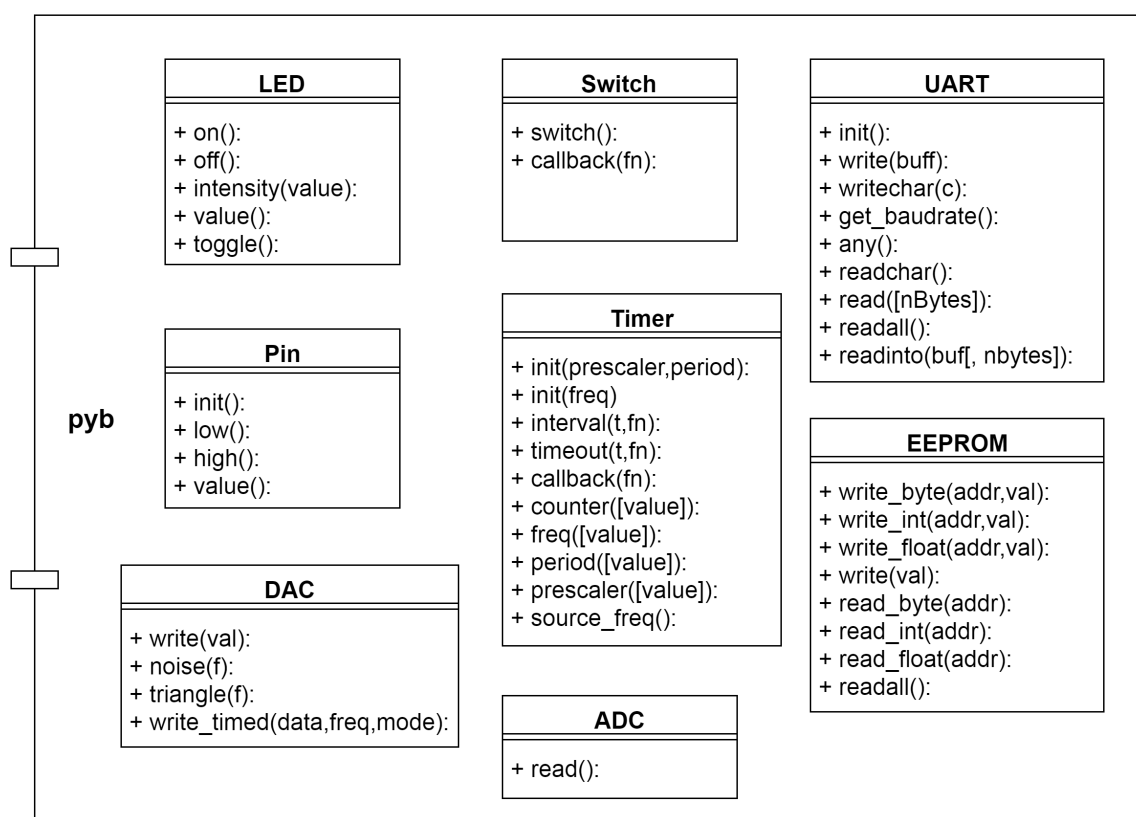 LED
+ on():
+ off():
+ intensity(value):
+ value():
+ toggle():
Switch
+ switch():
+ callback(fn):
UART
+ init():
+ write(buff):
+ writechar(c):
+ get_baudrate():
+ any():
+ readchar():
+ read([nBytes]):
+ readall():
+ readinto(buf[, nbytes]):
pyb
Pin
+ init():
+ low():
+ high():
+ value():
Timer
+ init(prescaler,period):
+ init(freq)
+ interval(t,fn):
+ timeout(t,fn):
+ callback(fn):
+ counter([value]):
+ freq([value]):
+ period([value]):
+ prescaler([value]):
+ source_freq():
EEPROM
+ write_byte(addr,val):
+ write_int(addr,val):
+ write_float(addr,val):
+ write(val):
+ read_byte(addr):
+ read_int(addr):
+ read_float(addr):
+ readall():
DAC
+ write(val):
+ noise(f):
+ triangle(f):
+ write_timed(data,freq,mode):
ADC
+ read():